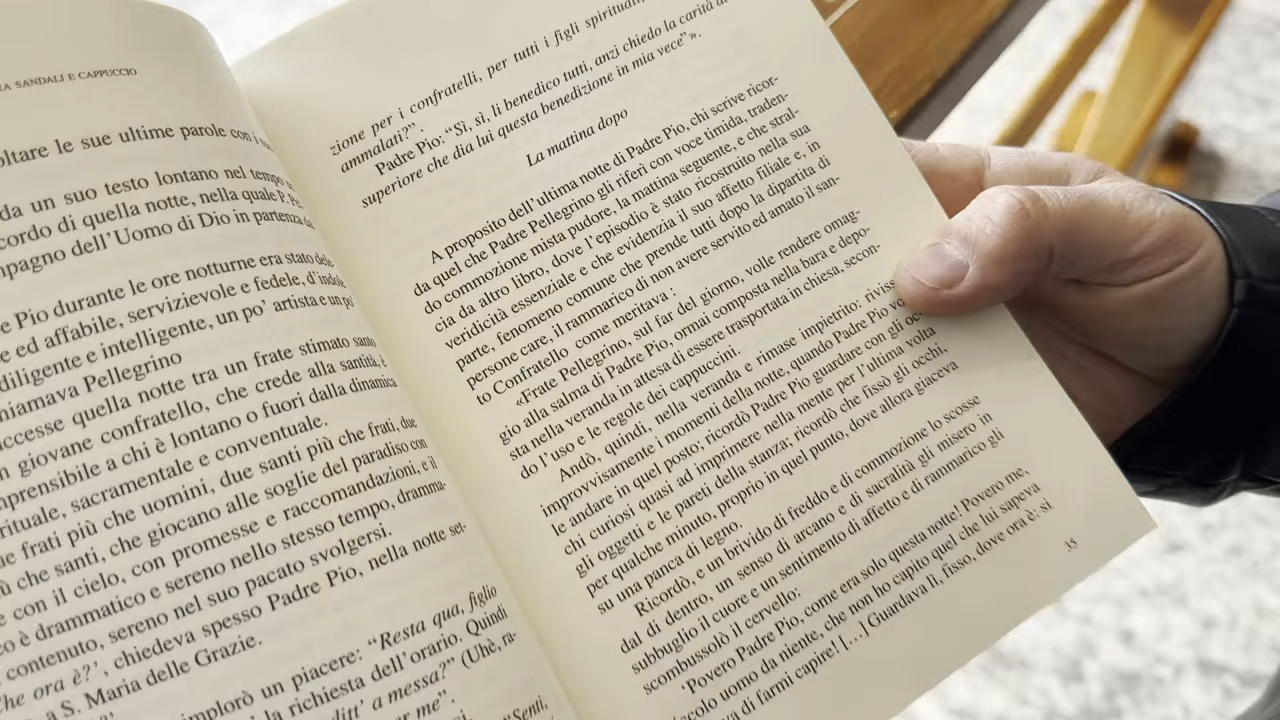 RA SANDALI E CAPPUCCIO
oltare le sue ultime parole con i
da un suo testo lontano nel tempo
cordo di quella notte, nella quale P.
mpagno dell'Uomo di Dio in partenza
e Pio durante le ore notturne era stato
e ed affabile, servizievole e fedele, d'indole
diligente e intelligente, un po' artista e un po'
hiamava Pellegrino
uccesse quella notte tra un frate stimato santo
n giovane confratello, che crede alla santità,
mprensibile a chi è lontano o fuori dalla dinamica
rituale, sacramentale e conventuale.
ue frati più che uomini, due santi più che frati, due
ù che santi, che giocano alle soglie del paradiso con
e con il cielo, con promesse e raccomandazioni, e il
o è drammatico e sereno nello stesso tempo, dramma-
contenuto, sereno nel suo pacato svolgersi.
Che ora è?', chiedeva spesso Padre Pio, nella notte set-
a S. Maria delle Grazie.
implorò un piacere: "Resta qua, figlio
la richiesta dell'orario. Quindi
ditt' a messa?" (Uhè, ra-
ar me".
"Senti,
zione per i confratelli, per tutti i figli spirituali,
ammalati?".
Padre Pio: "Sì, sì, li benedico tutti, anzi chiedo la carità al
superiore che dia lui questa benedizione in mia vece"».
La mattina dopo
A proposito dell'ultima notte di Padre Pio, chi scrive ricor-
da quel che Padre Pellegrino gli riferì con voce timida, traden-
do commozione mista pudore, la mattina seguente, e che stral-
cia da altro libro, dove l'episodio è stato ricostruito nella sua
veridicità essenziale e che evidenzia il suo affetto filiale e, in
parte, fenomeno comune che prende tutti dopo la dipartita di
persone care, il rammarico di non avere servito ed amato il san-
to Confratello come meritava :
«Frate Pellegrino, sul far del giorno, volle rendere omag-
gio alla salma di Padre Pio, ormai composta nella bara e depo-
sta nella veranda in attesa di essere trasportata in chiesa, secon-
do l'uso e le regole dei cappuccini.
Andò, quindi, nella veranda e rimase impietrito: riviss
improvvisamente i momenti della notte, quando Padre Pio
le andare in quel posto; ricordò Padre Pio guardare con gli oc
chi curiosi quasi ad imprimere nella mente per l'ultima volta
gli oggetti e le pareti della stanza; ricordò che fissò gli occhi,
per qualche minuto, proprio in quel punto, dove allora giaceva
su una panca di legno.
Ricordò, e un brivido di freddo e di commozione lo scosse
dal di dentro, un senso di arcano e di sacralità gli misero in
subbuglio il cuore e un sentimento di affetto e di rammarico gli
scombussolò il cervello:
'Povero Padre Pio, come era solo questa notte! Povero me,
ccolo uomo da niente, che non ho capito quel che lui sapeva
va di farmi capire! [...] Guardava lì, fisso, dove ora è: si
35